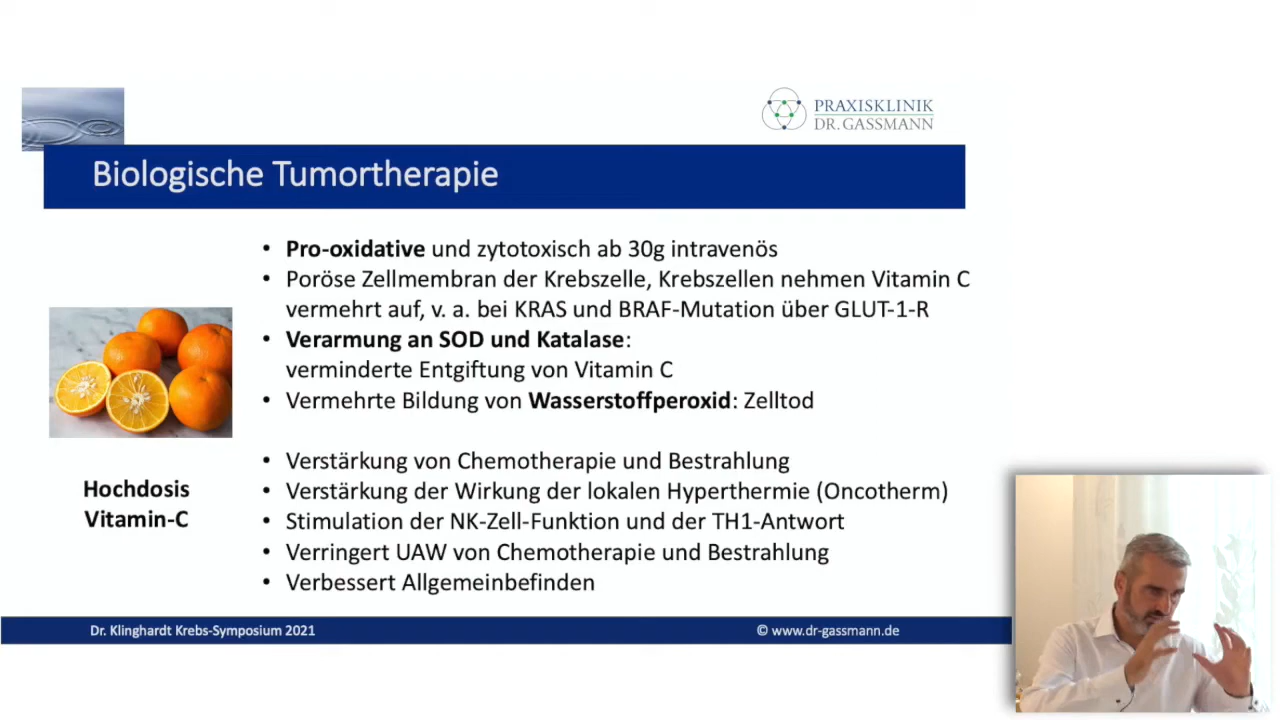 PRAXISKLINIK
DR. GASSMANN
Biologische Tumortherapie
• Pro-oxidative und zytotoxisch ab 30g intravenös
• Poröse Zellmembran der Krebszelle, Krebszellen nehmen Vitamin C
vermehrt auf, v. a. bei KRAS und BRAF-Mutation über GLUT-1-R
• Verarmung an SOD und Katalase:
verminderte Entgiftung von Vitamin C
• Vermehrte Bildung von Wasserstoffperoxid: Zelltod
Hochdosis
Vitamin-C
• Verstärkung von Chemotherapie und Bestrahlung
• Verstärkung der Wirkung der lokalen Hyperthermie (Oncotherm)
• Stimulation der NK-Zell-Funktion und der TH1-Antwort
• Verringert UAW von Chemotherapie und Bestrahlung
• Verbessert Allgemeinbefinden
Dr. Klinghardt Krebs-Symposium 2021
© www.dr-gassmann.de